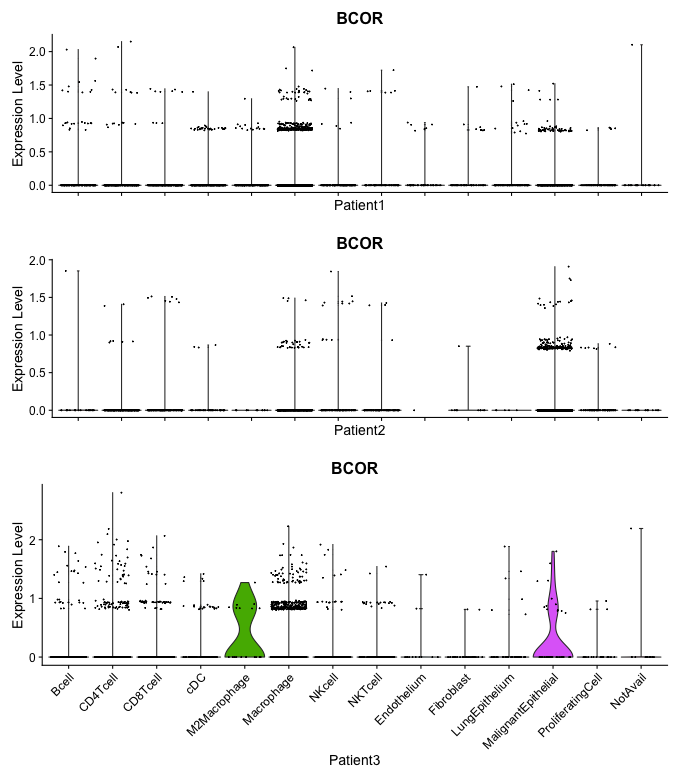 BCOR
Expression Level
2.0
1.5
1.0
0.5
0.0
Patient1
BCOR
Expression Level
2.0
1.5
1.0
0.5
0.0
Patient2
BCOR
Expression Level
2
1
0
Bcell
CD4Tcell
CD8Tcell
cDC
M2Macrophage
Macrophage
NKcell
NKTcell
Endothelium
Fibroblast
LungEpithelium
MalignantEpithelial
ProliferatingCell
NotAvail
Patient3